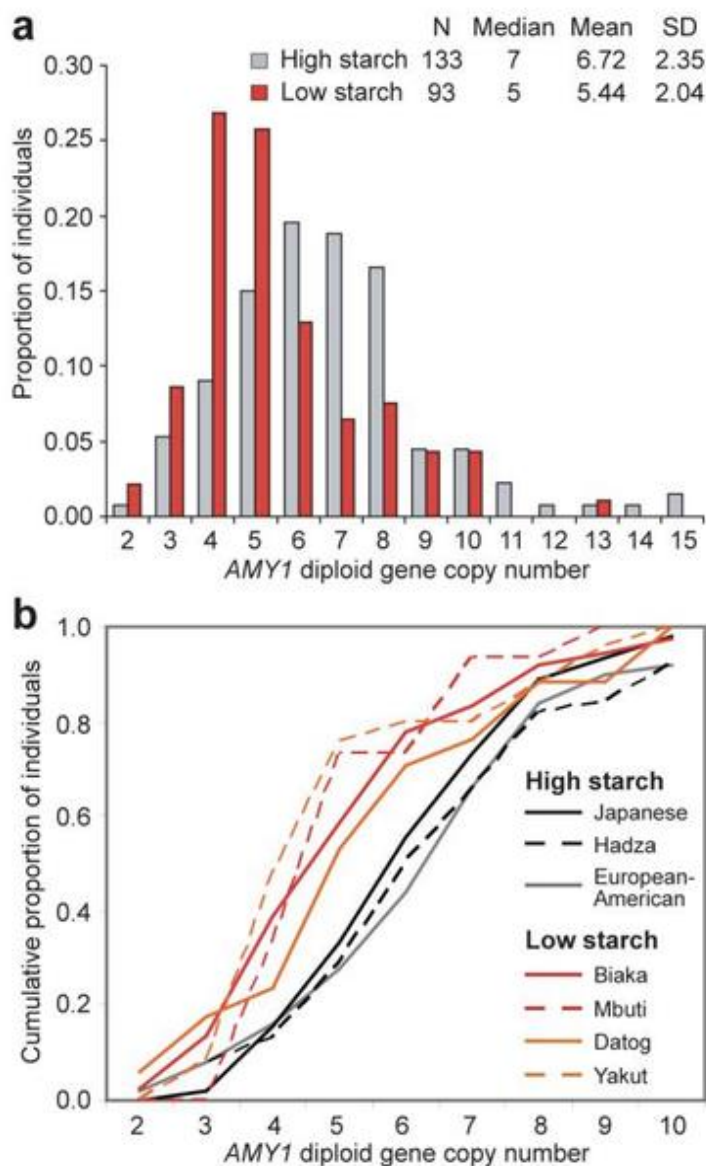 a
N Median Mean SD
High starch 133 7 6.72 2.35
Low starch 93 5 5.44 2.04
0.30
0.25
0.20
0.15
0.10
0.05
0.00
Proportion of individuals
2 3 4 5 6 7 8 9 10 11 12 13 14 15
AMY1 diploid gene copy number
b
1.0
0.8
0.6
0.4
0.2
0.0
Cumulative proportion of individuals
High starch
Japanese
Hadza
European-
American
Low starch
Biaka
Mbuti
Datog
Yakut
2 3 4 5 6 7 8 9 10
AMY1 diploid gene copy number